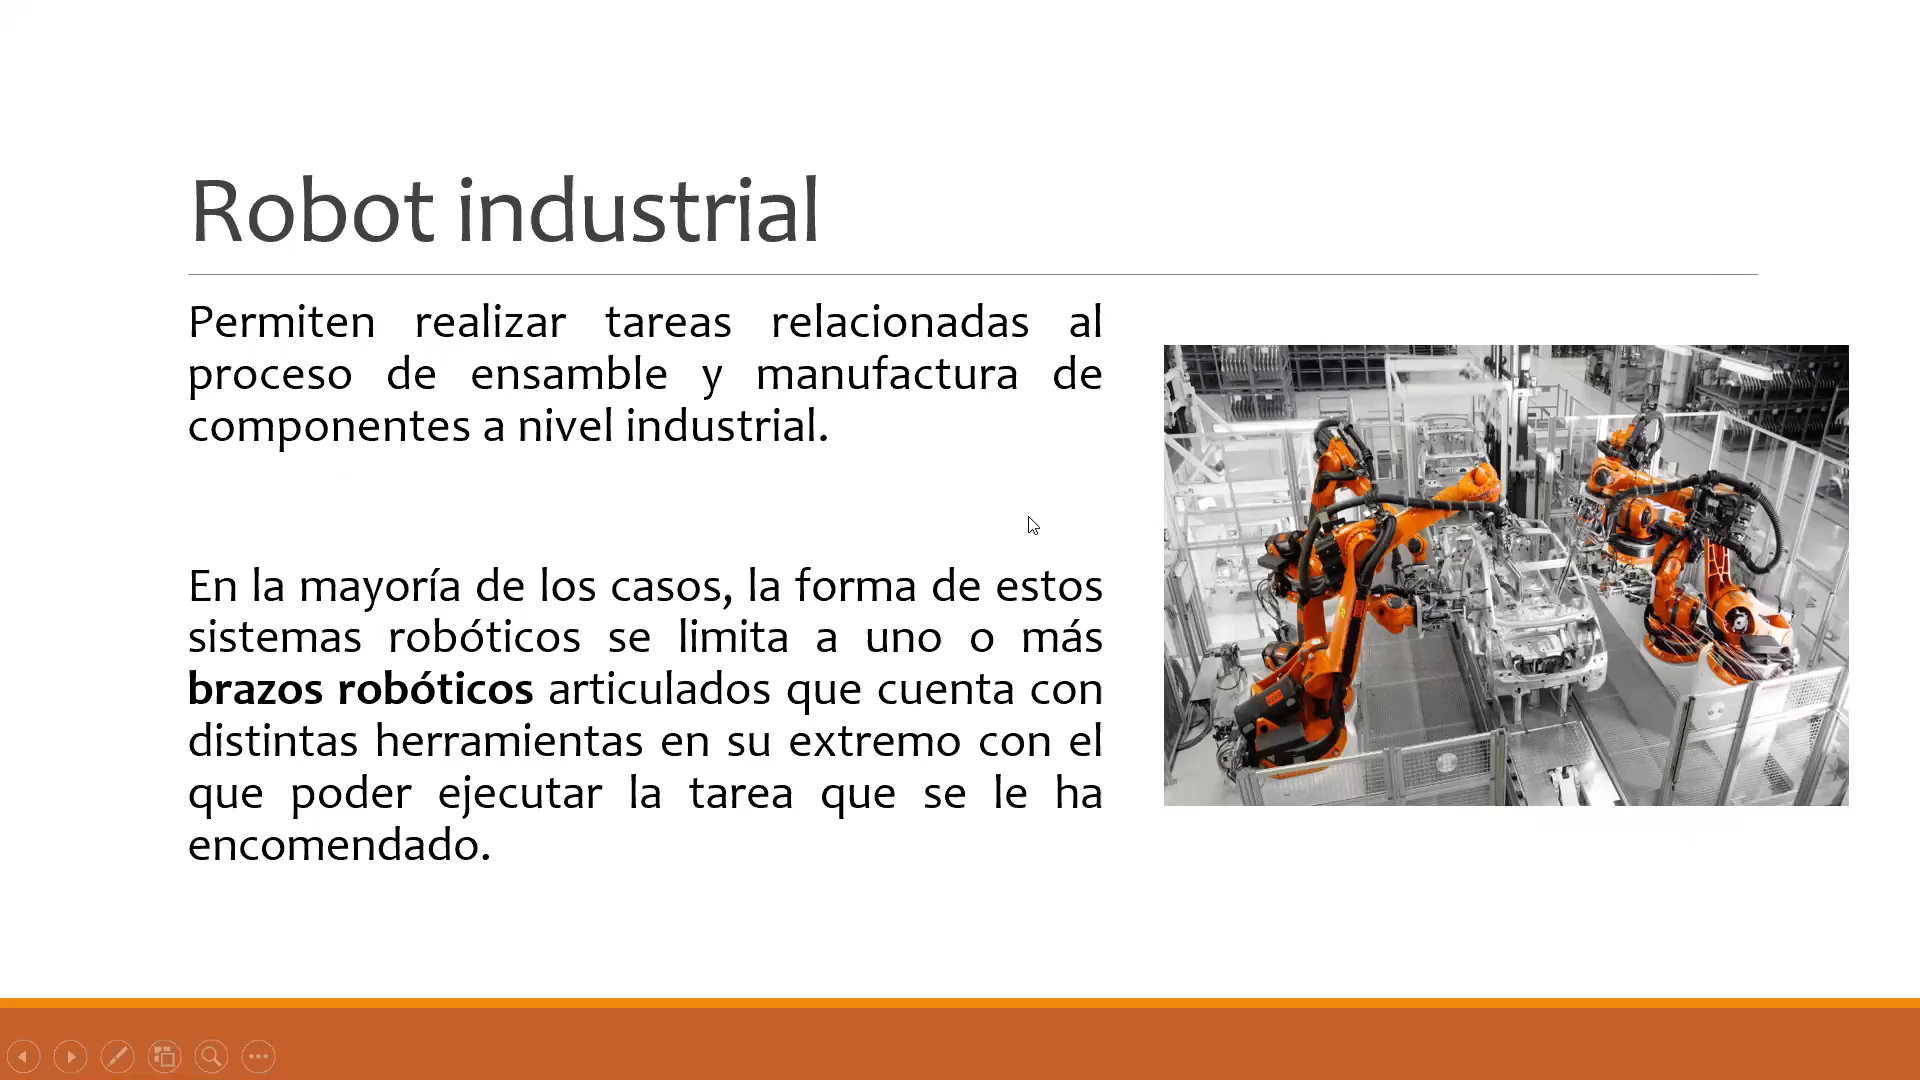 Robot industrial
Permiten realizar tareas relacionadas al
proceso de ensamble y manufactura de
componentes a nivel industrial.
En la mayoría de los casos, la forma de estos
sistemas robóticos se limita a uno o más
brazos robóticos articulados que cuenta con
distintas herramientas en su extremo con el
que poder ejecutar la tarea que se le ha
encomendado.